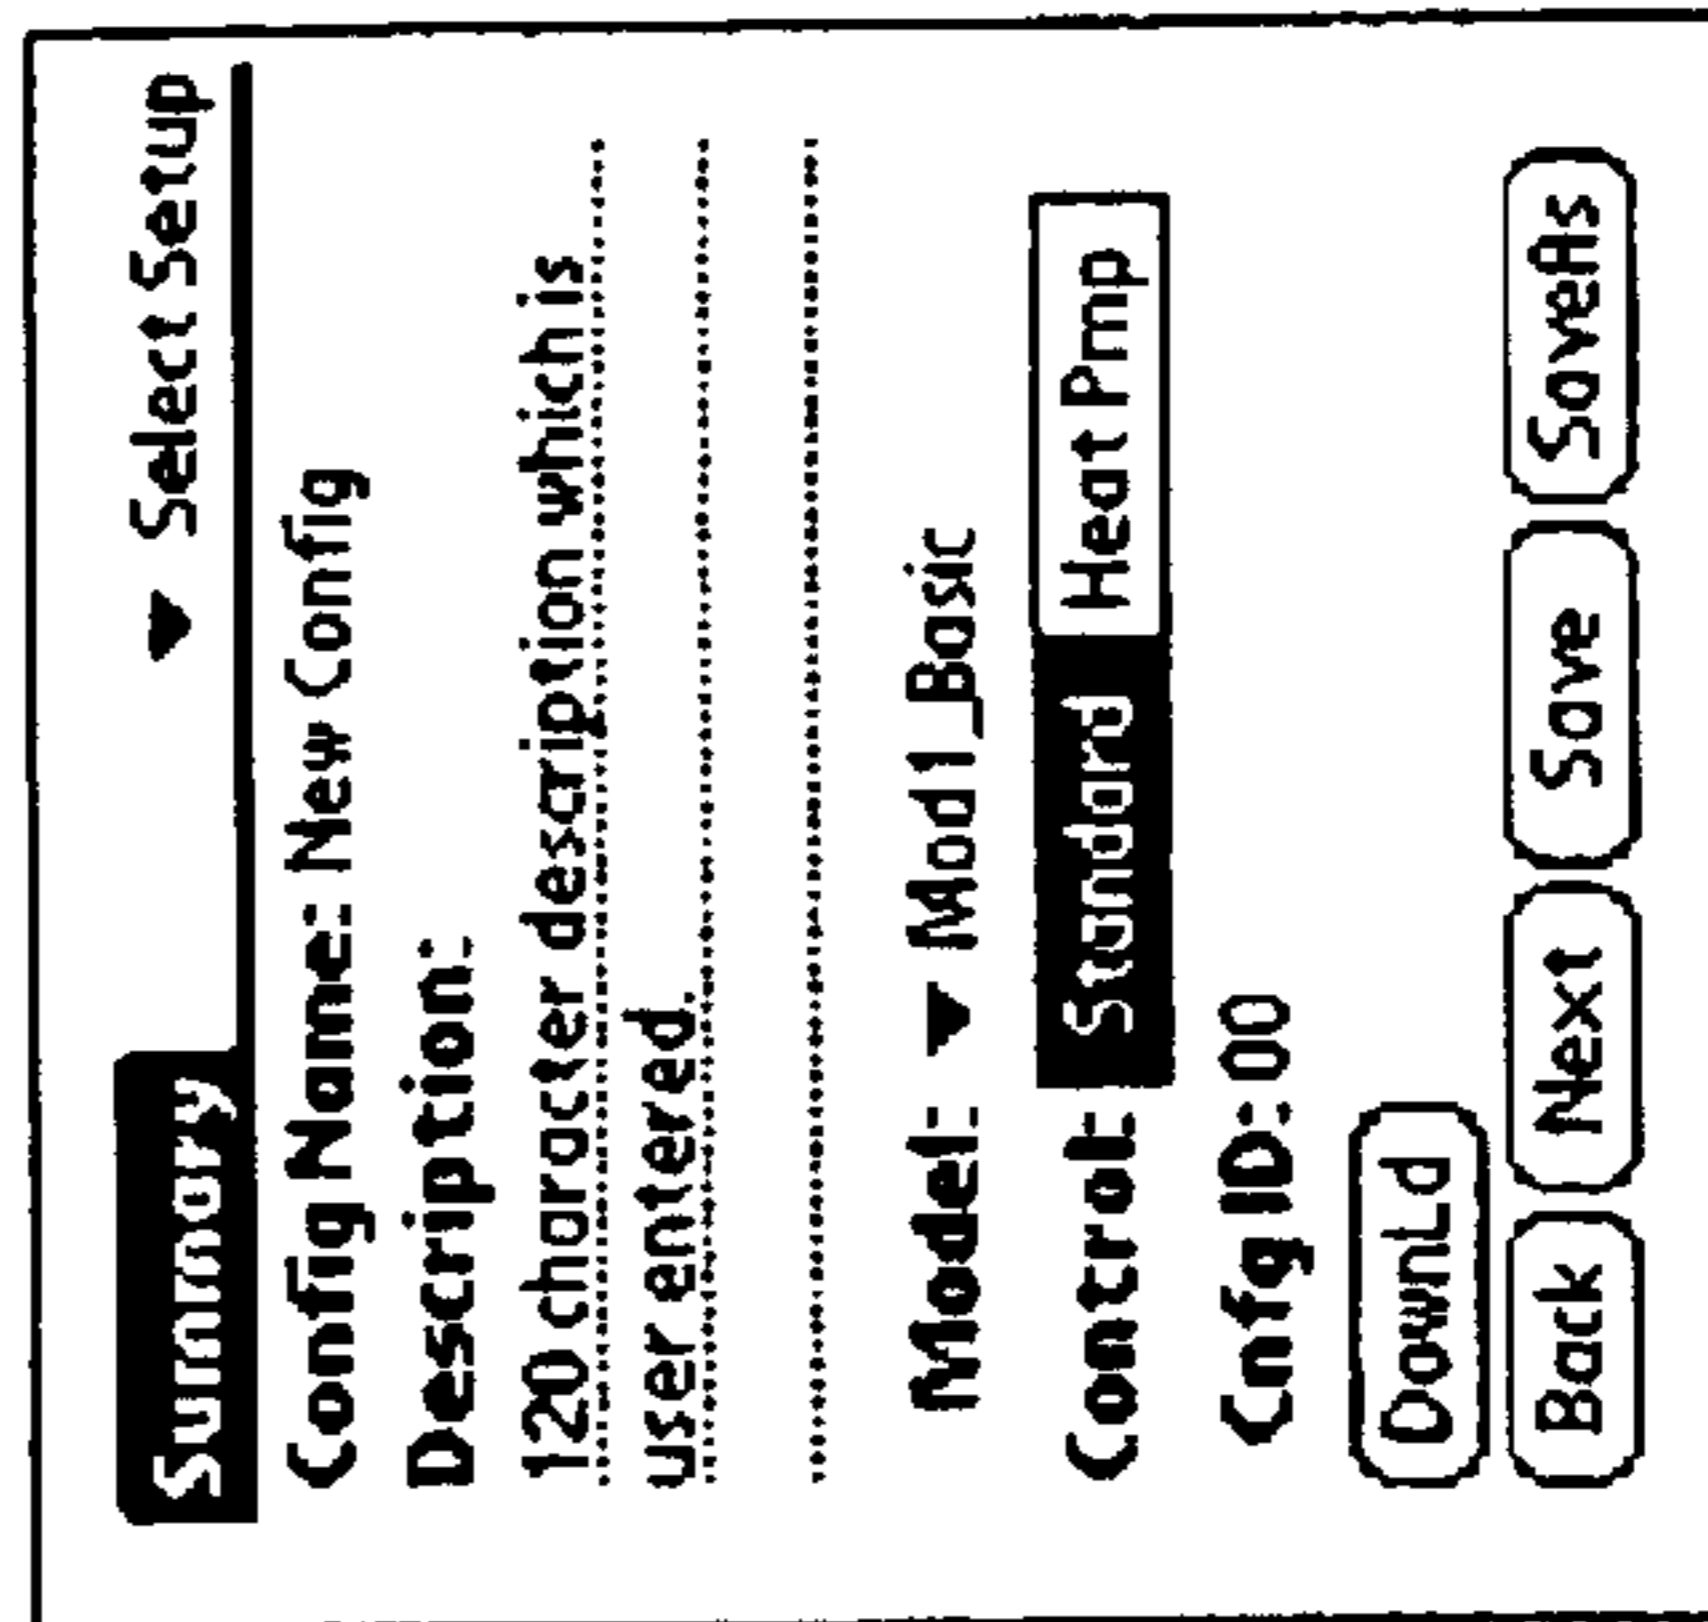 Summary ▼ Select Setup
Config Name: New Config
Description:
120 character description which is
user entered.
Model: ▼ Mod1_Basic
Control: Standard Heat Pmp
Cnfg ID: 00
DownLd
Back Next Save SaveAs